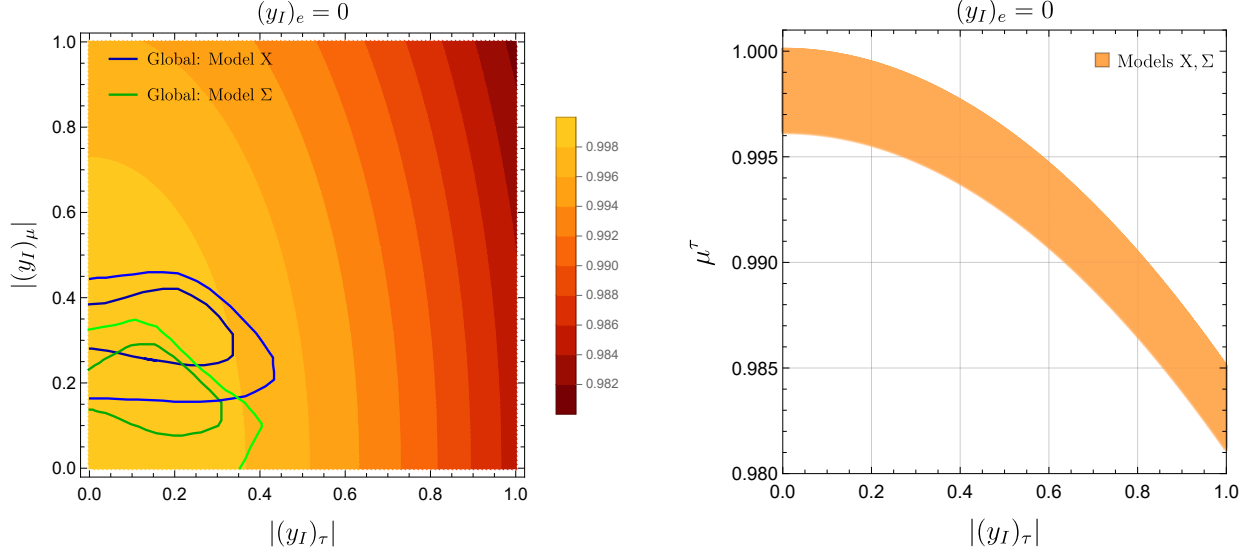 (y_I)_e = 0
Global: Model X
Global: Model Σ
1.0
0.8
0.6
0.4
0.2
0.0
|(y_I)_μ|
0.0 0.2 0.4 0.6 0.8 1.0
|(y_I)_τ|
0.998
0.996
0.994
0.992
0.990
0.988
0.986
0.984
0.982
(y_I)_e = 0
Models X, Σ
1.000
0.995
0.990
0.985
0.980
μ^τ
0.0 0.2 0.4 0.6 0.8 1.0
|(y_I)_τ|